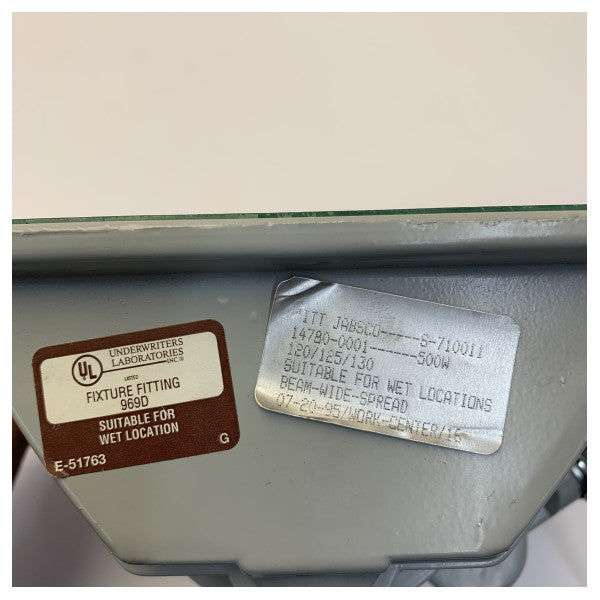 UL
UNDERWRITERS
LABORATORIES
INC.®
LISTED
FIXTURE FITTING
969D
SUITABLE FOR
WET LOCATION
E-51763
G
ITT JABSCO-----S-710011
14780-0001------500W
120/125/130
SUITABLE FOR WET LOCATIONS
BEAM-WIDE-SPREAD
07-20-95/WORK-CENTER/16